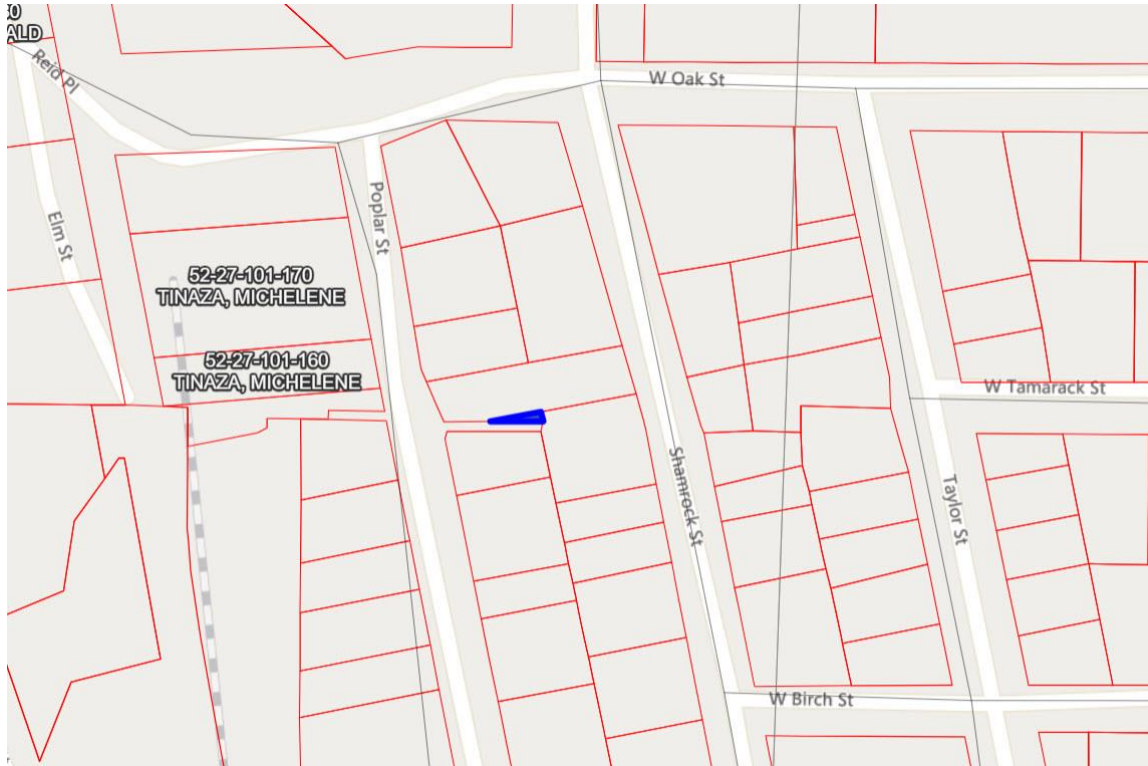 ALD
Reid Pl
W Oak St
Elm St
Poplar St
52-27-101-170
TINAZA, MICHELENE
52-27-101-160
TINAZA, MICHELENE
W Tamarack St
Shamrock St
Taylor St
W Birch St